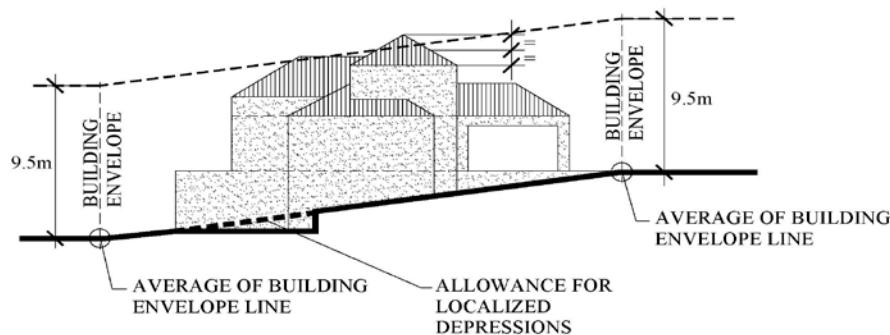 9.5m
BUILDING
ENVELOPE
BUILDING
ENVELOPE
9.5m
AVERAGE OF BUILDING
ENVELOPE LINE
ALLOWANCE FOR
LOCALIZED
DEPRESSIONS
AVERAGE OF BUILDING
ENVELOPE LINE